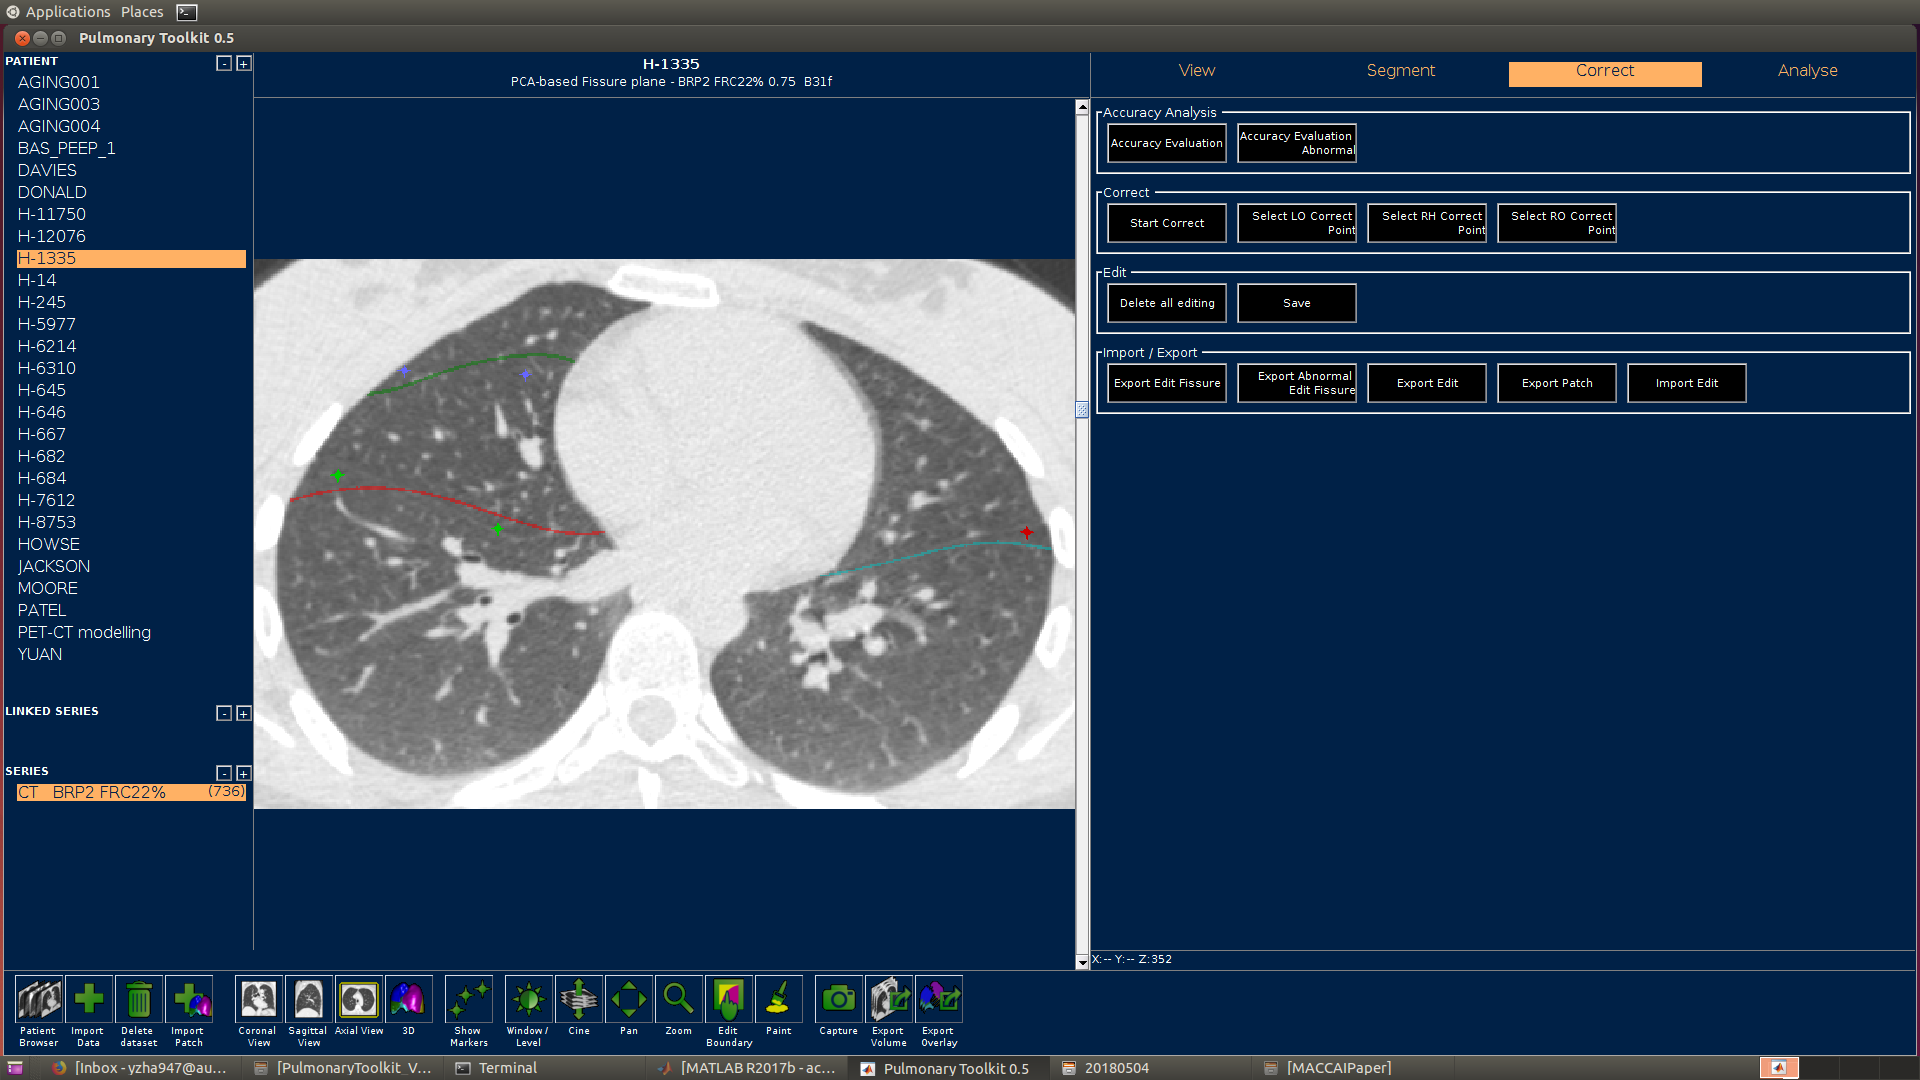 Applications Places
Pulmonary Toolkit 0.5
PATIENT - +
AGING001
AGING003
AGING004
BAS_PEEP_1
DAVIES
DONALD
H-11750
H-12076
H-1335
H-14
H-245
H-5977
H-6214
H-6310
H-645
H-646
H-667
H-682
H-684
H-7612
H-8753
HOWSE
JACKSON
MOORE
PATEL
PET-CT modelling
YUAN
LINKED SERIES - +
SERIES - +
CT BRP2 FRC22% (736)
H-1335
PCA-based Fissure plane - BRP2 FRC22% 0.75 B31f
View Segment Correct Analyse
Accuracy Analysis
Accuracy Evaluation
Accuracy Evaluation
Abnormal
Correct
Start Correct
Select LO Correct
Point
Select RH Correct
Point
Select RO Correct
Point
Edit
Delete all editing
Save
Import / Export
Export Edit Fissure
Export Abnormal
Edit Fissure
Export Edit
Export Patch
Import Edit
X:-- Y:-- Z:352
Patient
Browser
Import
Data
Delete
dataset
Import
Patch
Coronal
View
Sagittal
View
Axial View
3D
Show
Markers
Window /
Level
Cine
Pan
Zoom
Edit
Boundary
Paint
Capture
Export
Volume
Export
Overlay
[Inbox - yzha947@au...
[PulmonaryToolkit_V...
Terminal
[MATLAB R2017b - ac...
Pulmonary Toolkit 0.5
20180504
[MACCAIPaper]